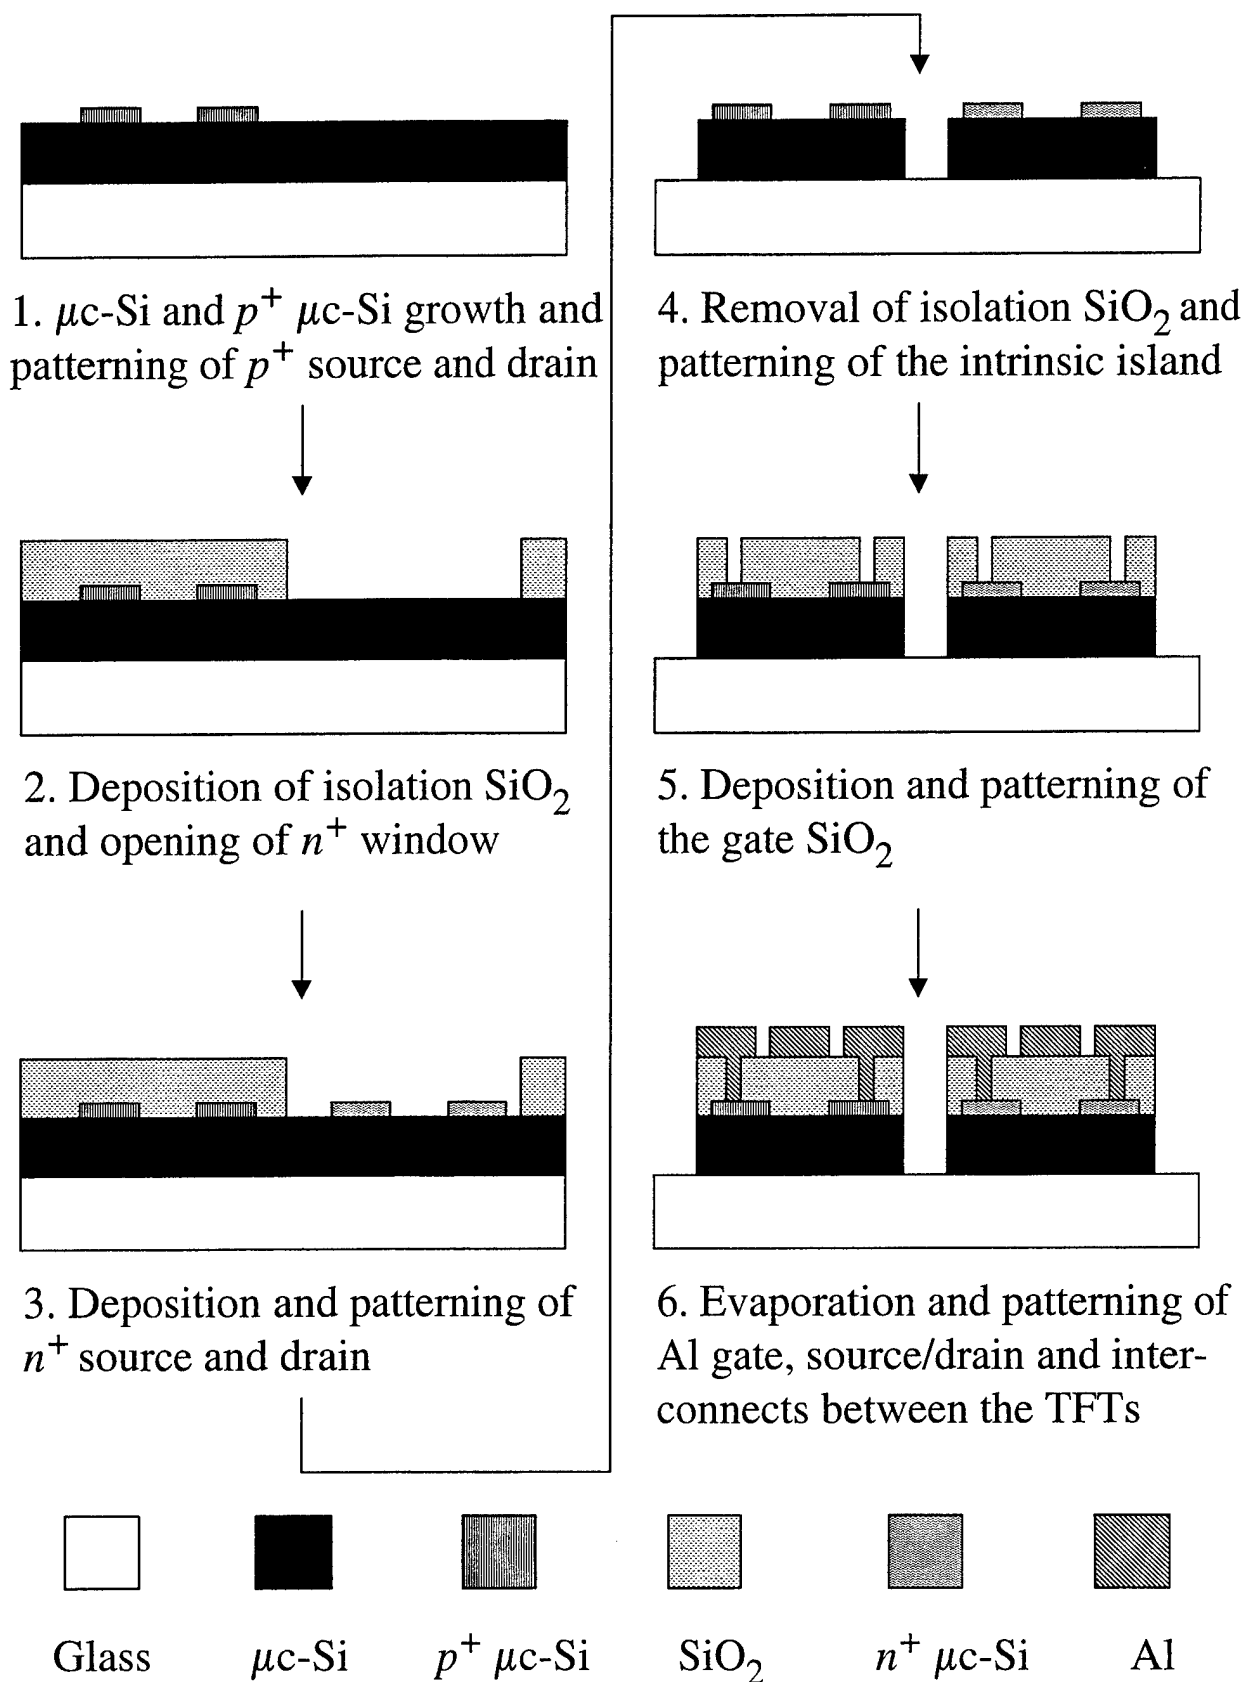 1. μc-Si and p⁺ μc-Si growth and
patterning of p⁺ source and drain
2. Deposition of isolation SiO₂
and opening of n⁺ window
3. Deposition and patterning of
n⁺ source and drain
4. Removal of isolation SiO₂ and
patterning of the intrinsic island
5. Deposition and patterning of
the gate SiO₂
6. Evaporation and patterning of
Al gate, source/drain and inter-
connects between the TFTs
Glass μc-Si p⁺ μc-Si SiO₂ n⁺ μc-Si Al